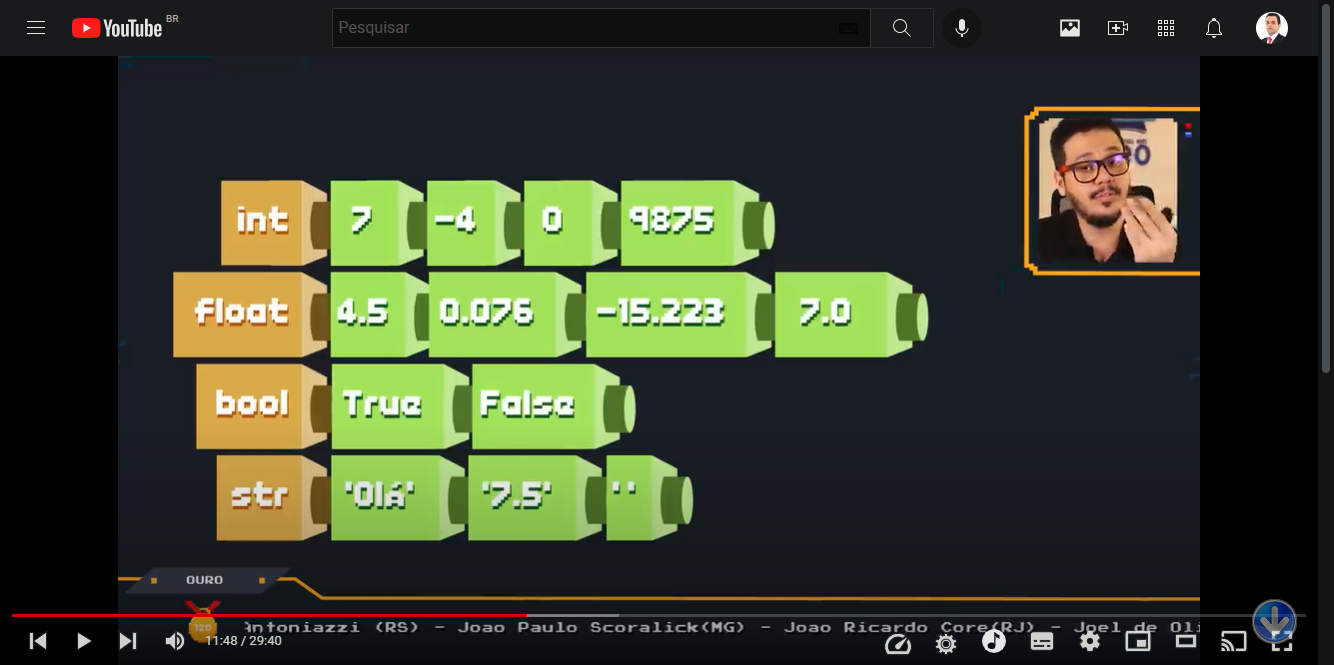 YouTube BR
Pesquisar
int 7 -4 0 9875
float 4.5 0.076 -15.223 7.0
bool True False
str 'Olá' '7.5' ''
OURO
120
Antoniazzi (RS) - Joao Paulo Scoralick(MG) - Joao Ricardo Core(RJ) - Joel de Oli
11:48 / 29:40